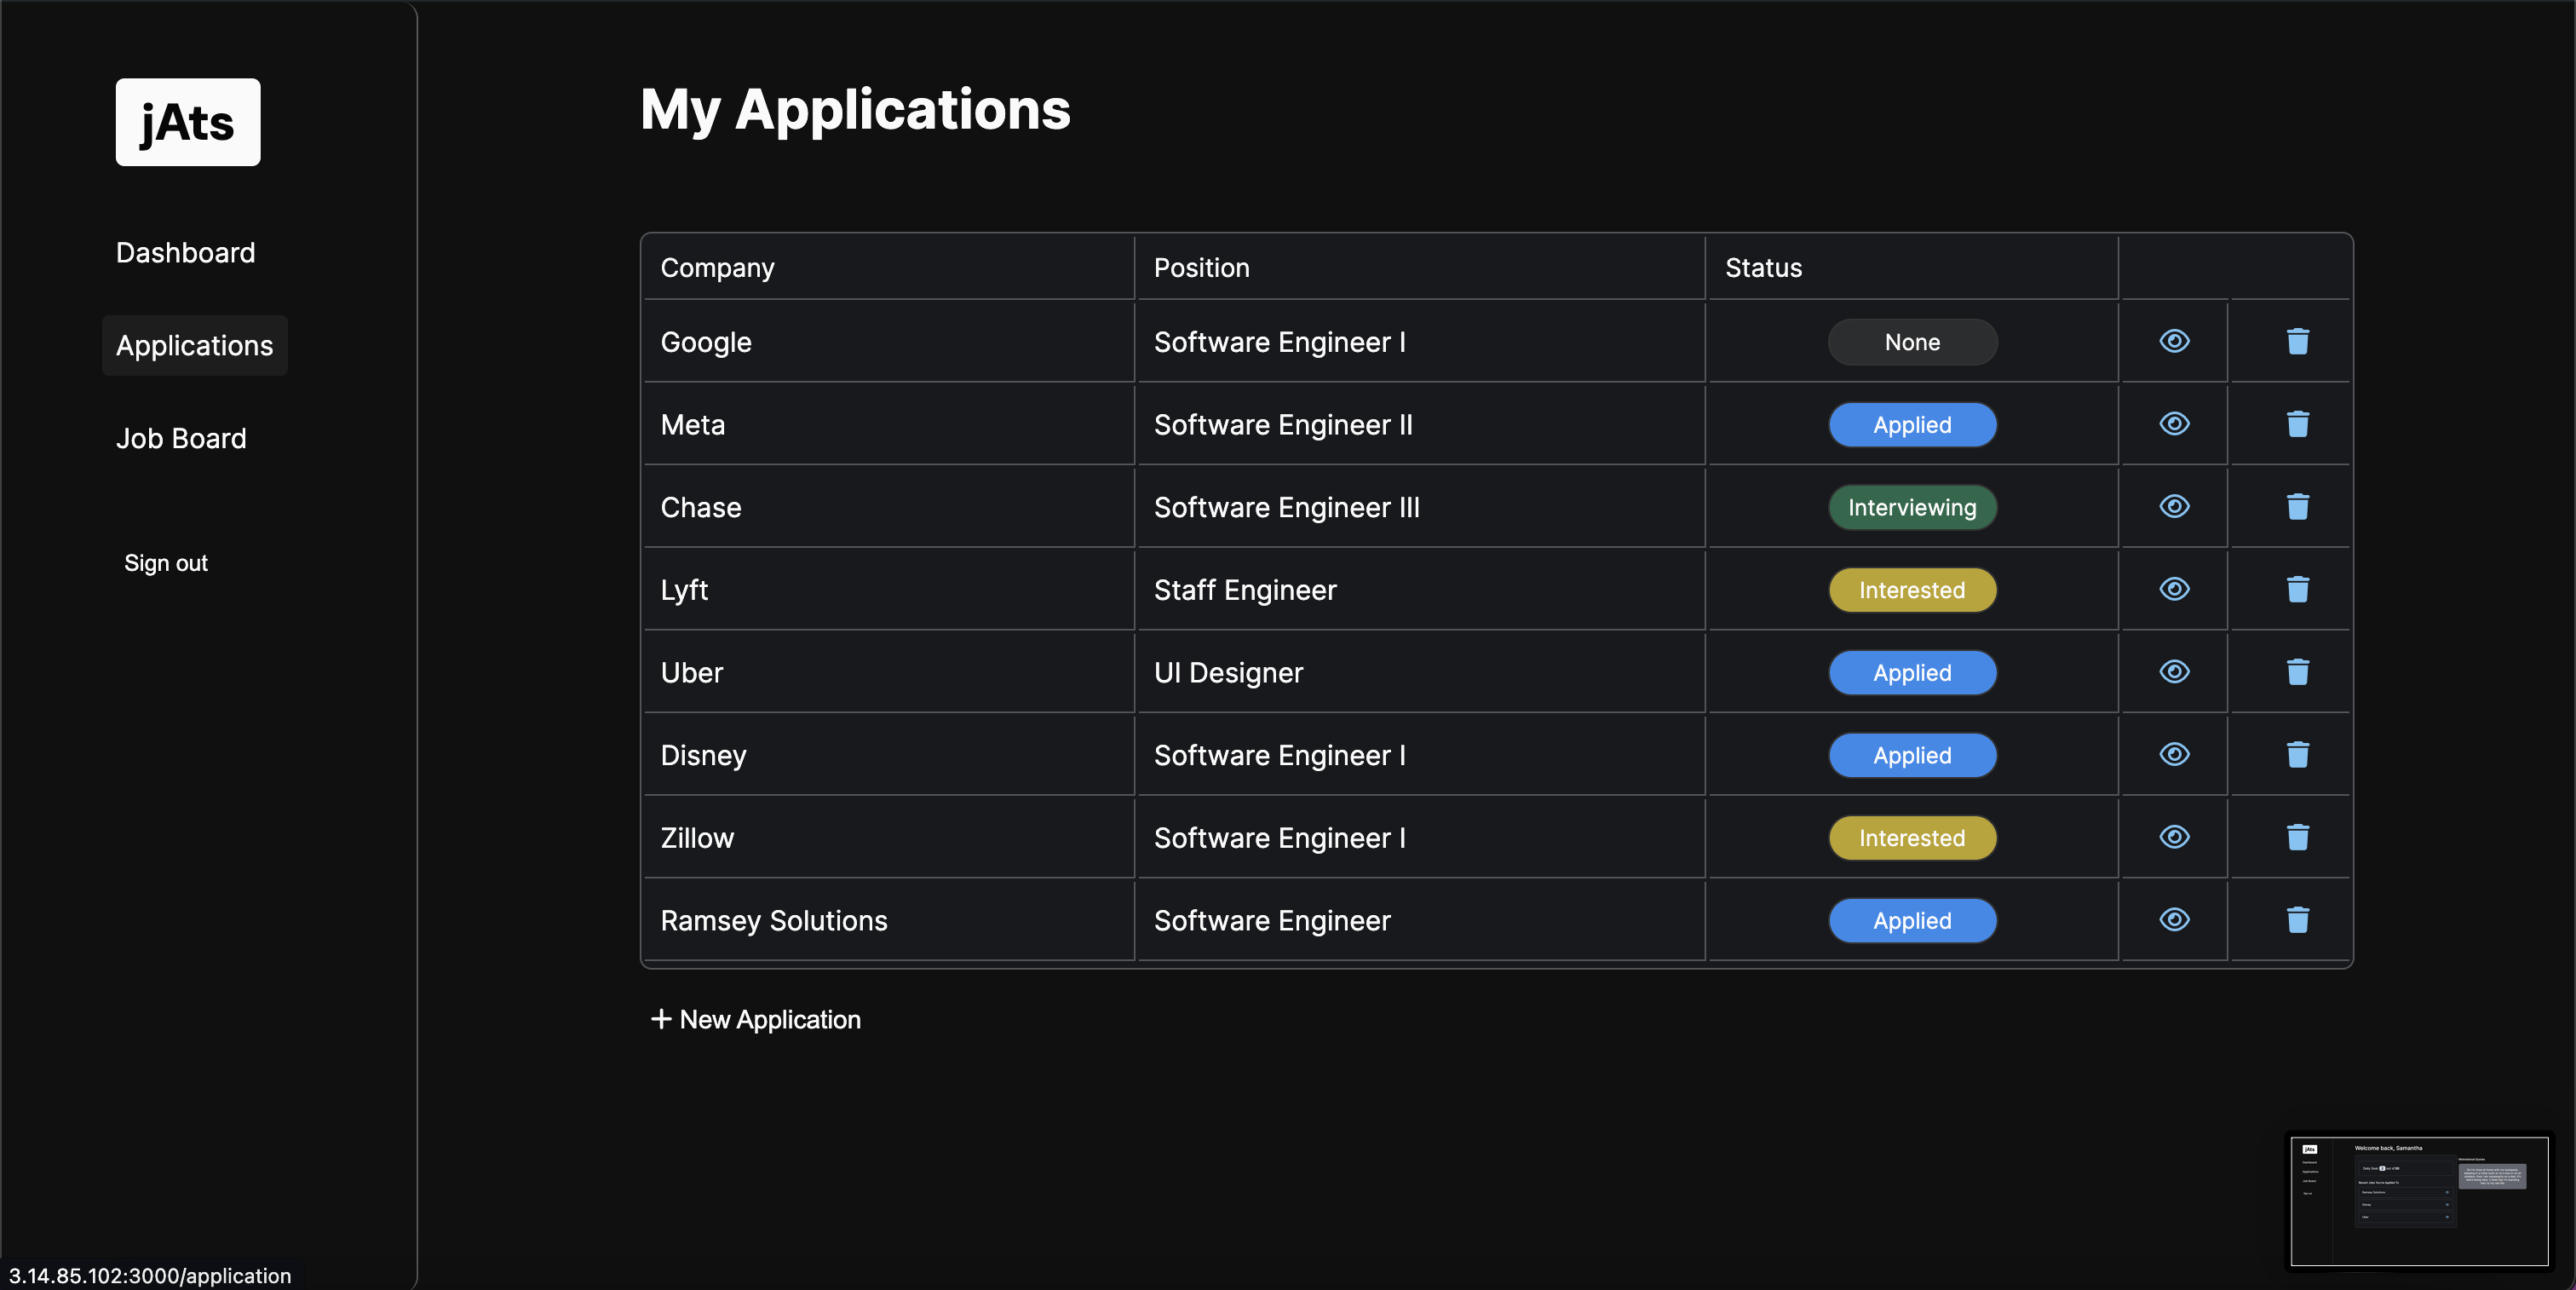 jAts
Dashboard
Applications
Job Board
Sign out
My Applications
Company Position Status
Google Software Engineer I None
Meta Software Engineer II Applied
Chase Software Engineer III Interviewing
Lyft Staff Engineer Interested
Uber UI Designer Applied
Disney Software Engineer I Applied
Zillow Software Engineer I Interested
Ramsey Solutions Software Engineer Applied
+ New Application
jAts
Welcome back, Samantha
3.14.85.102:3000/application